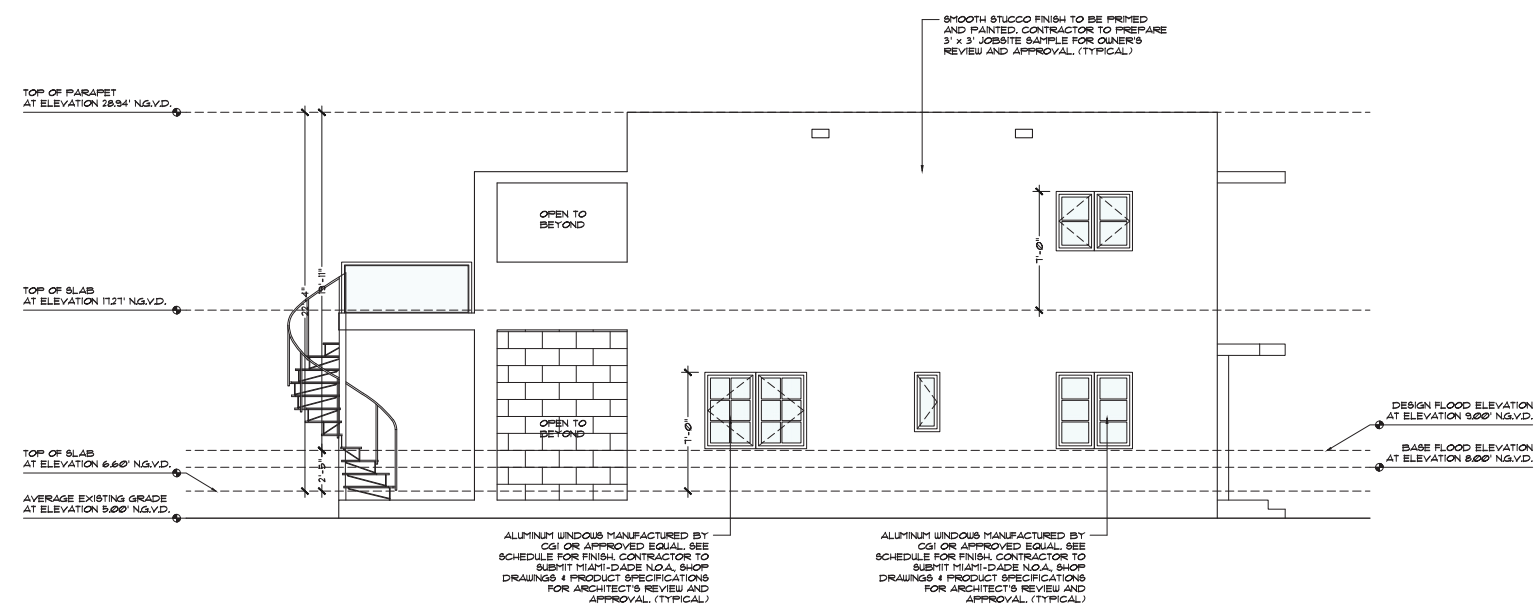 SMOOTH STUCCO FINISH TO BE PRIMED
AND PAINTED. CONTRACTOR TO PREPARE
3' x 3' JOBSITE SAMPLE FOR OWNER'S
REVIEW AND APPROVAL. (TYPICAL)
TOP OF PARAPET
AT ELEVATION 28.94' N.G.V.D.
OPEN TO
BEYOND
7'-0"
TOP OF SLAB
AT ELEVATION 17.27' N.G.V.D.
OPEN TO
BEYOND
7'-0"
DESIGN FLOOD ELEVATION
AT ELEVATION 9.00' N.G.V.D.
BASE FLOOD ELEVATION
AT ELEVATION 8.00' N.G.V.D.
TOP OF SLAB
AT ELEVATION 6.60' N.G.V.D.
2'-5"
AVERAGE EXISTING GRADE
AT ELEVATION 5.00' N.G.V.D.
ALUMINUM WINDOWS MANUFACTURED BY
CGI OR APPROVED EQUAL. SEE
SCHEDULE FOR FINISH. CONTRACTOR TO
SUBMIT MIAMI-DADE N.O.A., SHOP
DRAWINGS & PRODUCT SPECIFICATIONS
FOR ARCHITECT'S REVIEW AND
APPROVAL. (TYPICAL)
ALUMINUM WINDOWS MANUFACTURED BY
CGI OR APPROVED EQUAL. SEE
SCHEDULE FOR FINISH. CONTRACTOR TO
SUBMIT MIAMI-DADE N.O.A., SHOP
DRAWINGS & PRODUCT SPECIFICATIONS
FOR ARCHITECT'S REVIEW AND
APPROVAL. (TYPICAL)